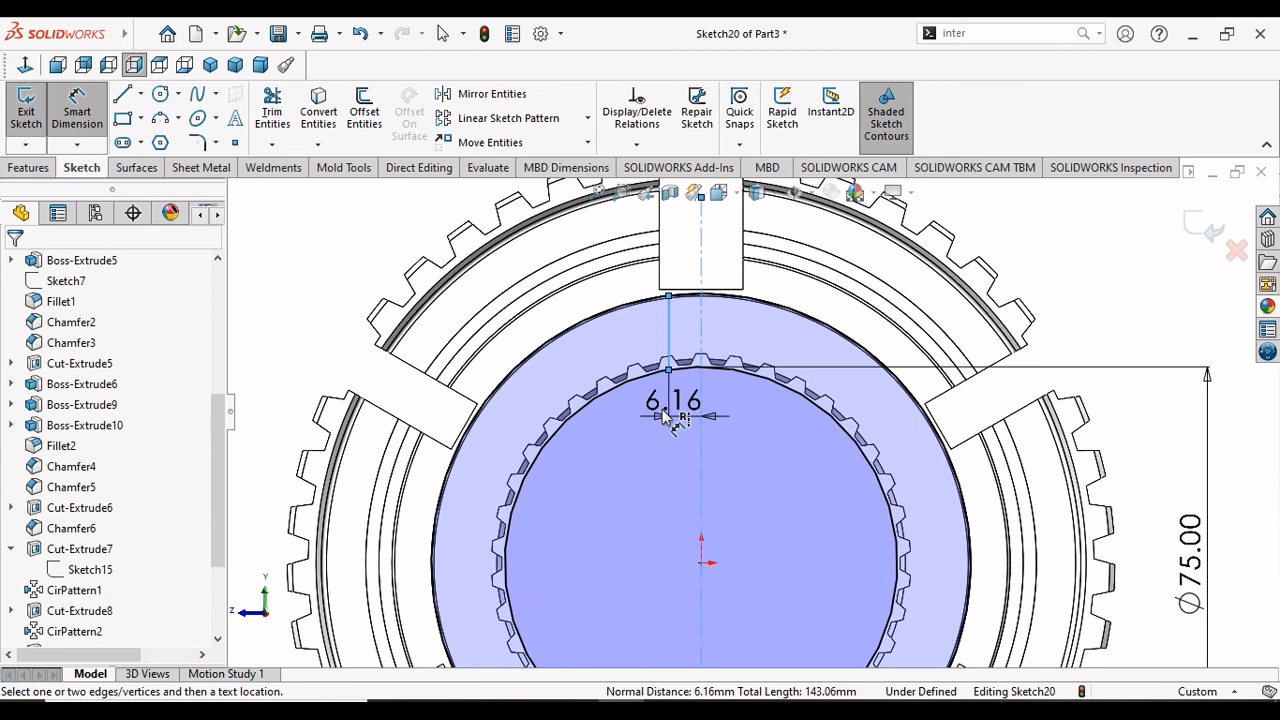 SOLIDWORKS
Sketch20 of Part3 *
inter
Exit Sketch
Smart Dimension
Trim Entities
Convert Entities
Offset Entities
Offset On Surface
Mirror Entities
Linear Sketch Pattern
Move Entities
Display/Delete Relations
Repair Sketch
Quick Snaps
Rapid Sketch
Instant2D
Shaded Sketch Contours
Features
Sketch
Surfaces
Sheet Metal
Weldments
Mold Tools
Direct Editing
Evaluate
MBD Dimensions
SOLIDWORKS Add-Ins
MBD
SOLIDWORKS CAM
SOLIDWORKS CAM TBM
SOLIDWORKS Inspection
Boss-Extrude5
Sketch7
Fillet1
Chamfer2
Chamfer3
Cut-Extrude5
Boss-Extrude6
Boss-Extrude9
Boss-Extrude10
Fillet2
Chamfer4
Chamfer5
Cut-Extrude6
Chamfer6
Cut-Extrude7
Sketch15
CirPattern1
Cut-Extrude8
CirPattern2
6.16
∅75.00
Y
Z
Model
3D Views
Motion Study 1
Select one or two edges/vertices and then a text location.
Normal Distance: 6.16mm Total Length: 143.06mm
Under Defined
Editing Sketch20
Custom